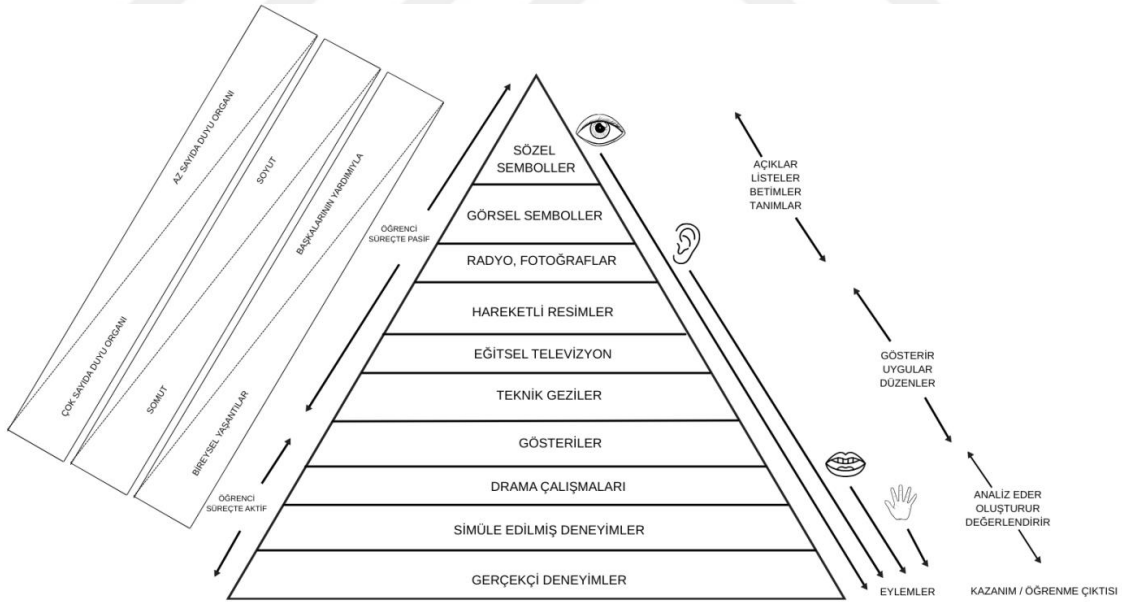 AZ SAYIDA DUYU ORGANI
ÇOK SAYIDA DUYU ORGANI
SOYUT
SOMUT
BAŞKALARININ YARDIMIYLA
BİREYSEL YAŞANTILAR
ÖĞRENCİ
SÜREÇTE PASİF
ÖĞRENCİ
SÜREÇTE AKTİF
SÖZEL
SEMBOLLER
GÖRSEL SEMBOLLER
RADYO, FOTOĞRAFLAR
HAREKETLİ RESİMLER
EĞİTSEL TELEVİZYON
TEKNİK GEZİLER
GÖSTERİLER
DRAMA ÇALIŞMALARI
SİMÜLE EDİLMİŞ DENEYİMLER
GERÇEKÇİ DENEYİMLER
AÇIKLAR
LİSTELER
BETİMLER
TANIMLAR
GÖSTERİR
UYGULAR
DÜZENLER
ANALİZ EDER
OLUŞTURUR
DEĞERLENDİRİR
EYLEMLER
KAZANIM / ÖĞRENME ÇIKTISI